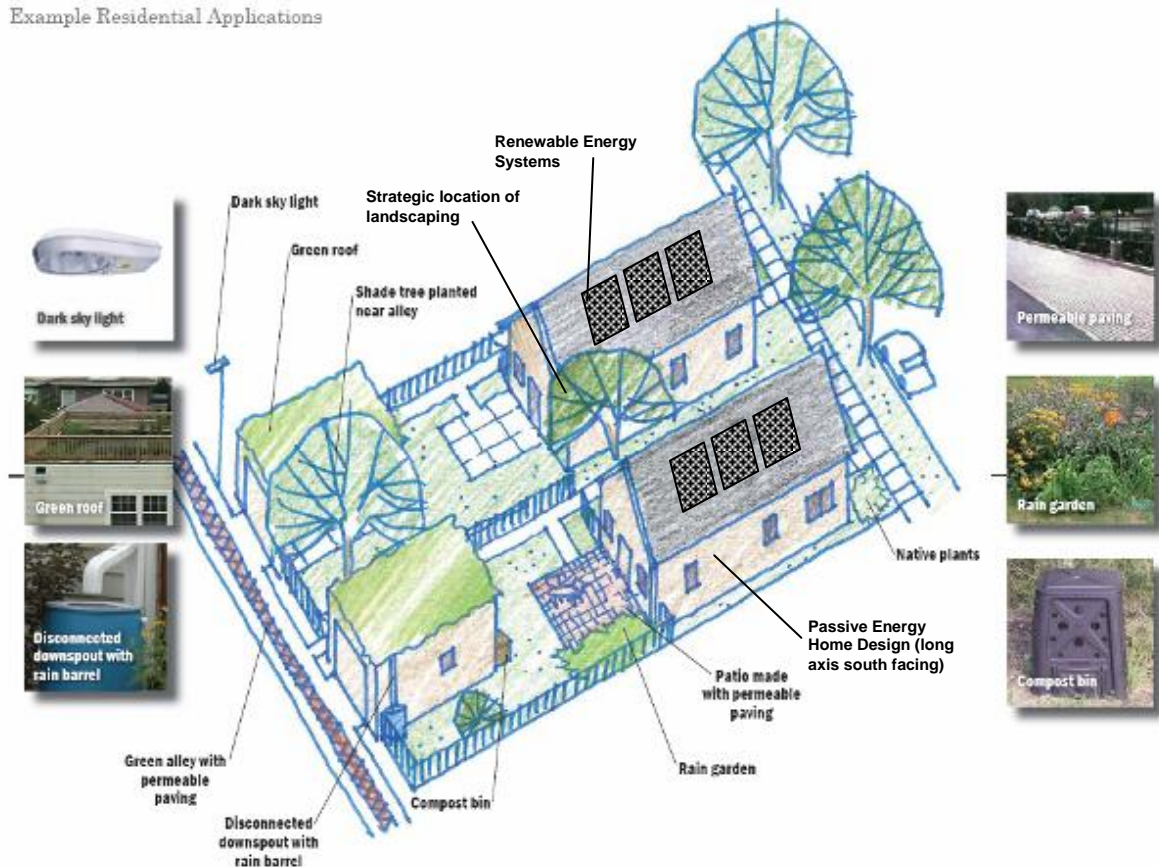 Example Residential Applications
Renewable Energy
Systems
Strategic location of
landscaping
Dark sky light
Green roof
Shade tree planted
near alley
Dark sky light
Permeable paving
Green roof
Rain garden
Native plants
Disconnected
downspout with
rain barrel
Passive Energy
Home Design (long
axis south facing)
Compost bin
Patio made
with permeable
paving
Green alley with
permeable
paving
Rain garden
Compost bin
Disconnected
downspout with
rain barrel